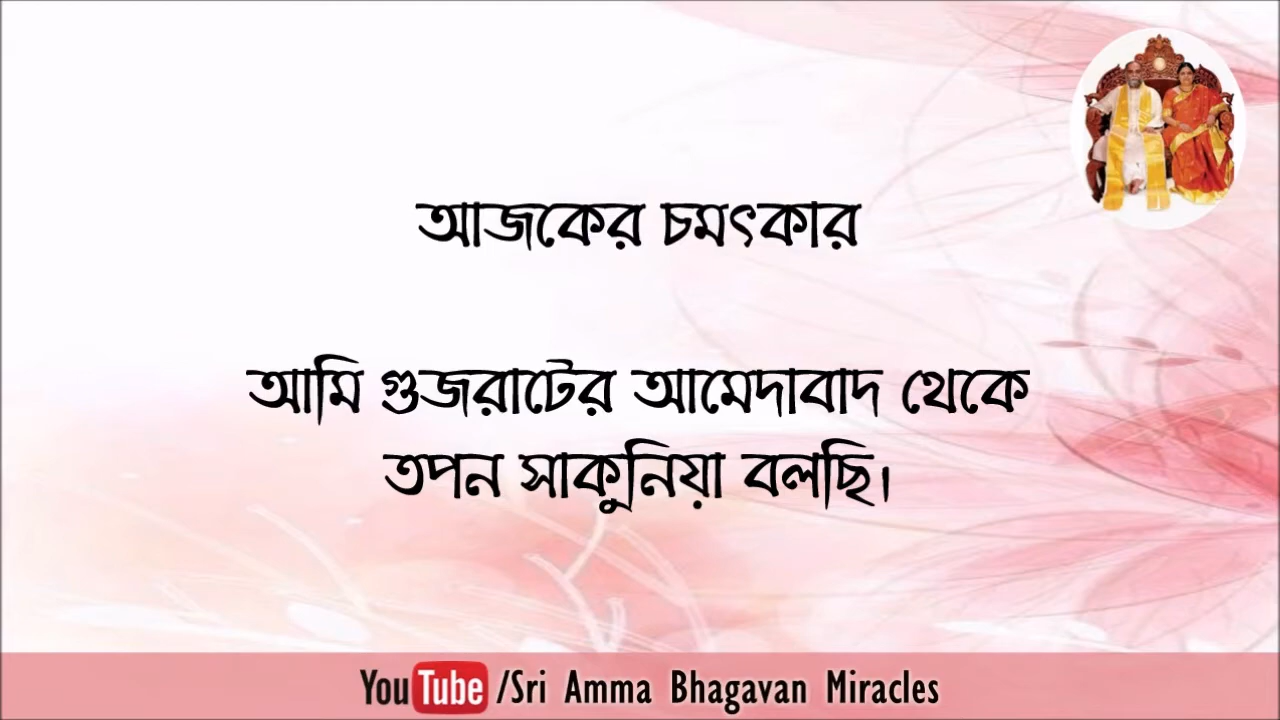 আজকের চমৎকার
আমি গুজরাটের আমেদাবাদ থেকে
তপন সাকুনিয়া বলছি।
YouTube /Sri Amma Bhagavan Miracles